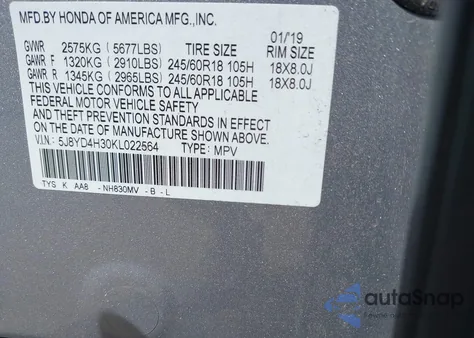 MFD.BY HONDA OF AMERICA MFG.,INC. 01/19
GVWR 2575KG ( 5677LBS) TIRE SIZE RIM SIZE
GAWR F 1320KG ( 2910LBS) 245/60R18 105H 18X8.0J
GAWR R 1345KG ( 2965LBS) 245/60R18 105H 18X8.0J
THIS VEHICLE CONFORMS TO ALL APPLICABLE
FEDERAL MOTOR VEHICLE SAFETY
AND THEFT PREVENTION STANDARDS IN EFFECT
ON THE DATE OF MANUFACTURE SHOWN ABOVE.
V.I.N.: 5J8YD4H30KL022564 TYPE: MPV
TYS K AA8 -NH830MV -B -L
autoSnap